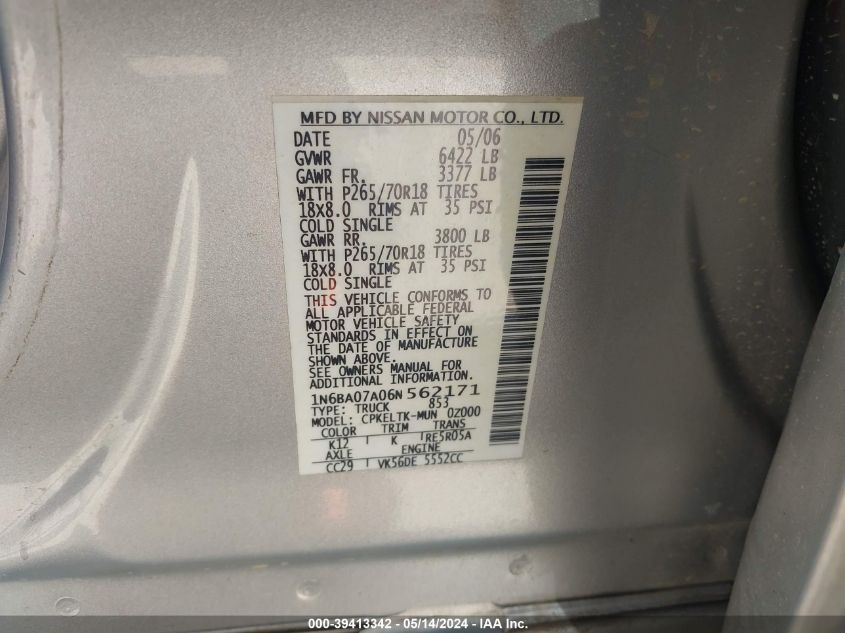 MFD BY NISSAN MOTOR CO., LTD.
DATE 05/06
GVWR 6422 LB
GAWR FR. 3377 LB
WITH P265/70R18 TIRES
18X8.0 RIMS AT 35 PSI
COLD SINGLE
GAWR RR. 3800 LB
WITH P265/70R18 TIRES
18X8.0 RIMS AT 35 PSI
COLD SINGLE
THIS VEHICLE CONFORMS TO
ALL APPLICABLE FEDERAL
MOTOR VEHICLE SAFETY
STANDARDS IN EFFECT ON
THE DATE OF MANUFACTURE
SHOWN ABOVE.
SEE OWNERS MANUAL FOR
ADDITIONAL INFORMATION.
1N6BA07A06N 562171
TYPE: TRUCK 853
MODEL: CPKELTK-MUN 0Z000
COLOR TRIM TRANS
K12 K RE5R05A
AXLE ENGINE
CC29 VK56DE 5552CC
000-39413342 - 05/14/2024 - IAA, Inc.